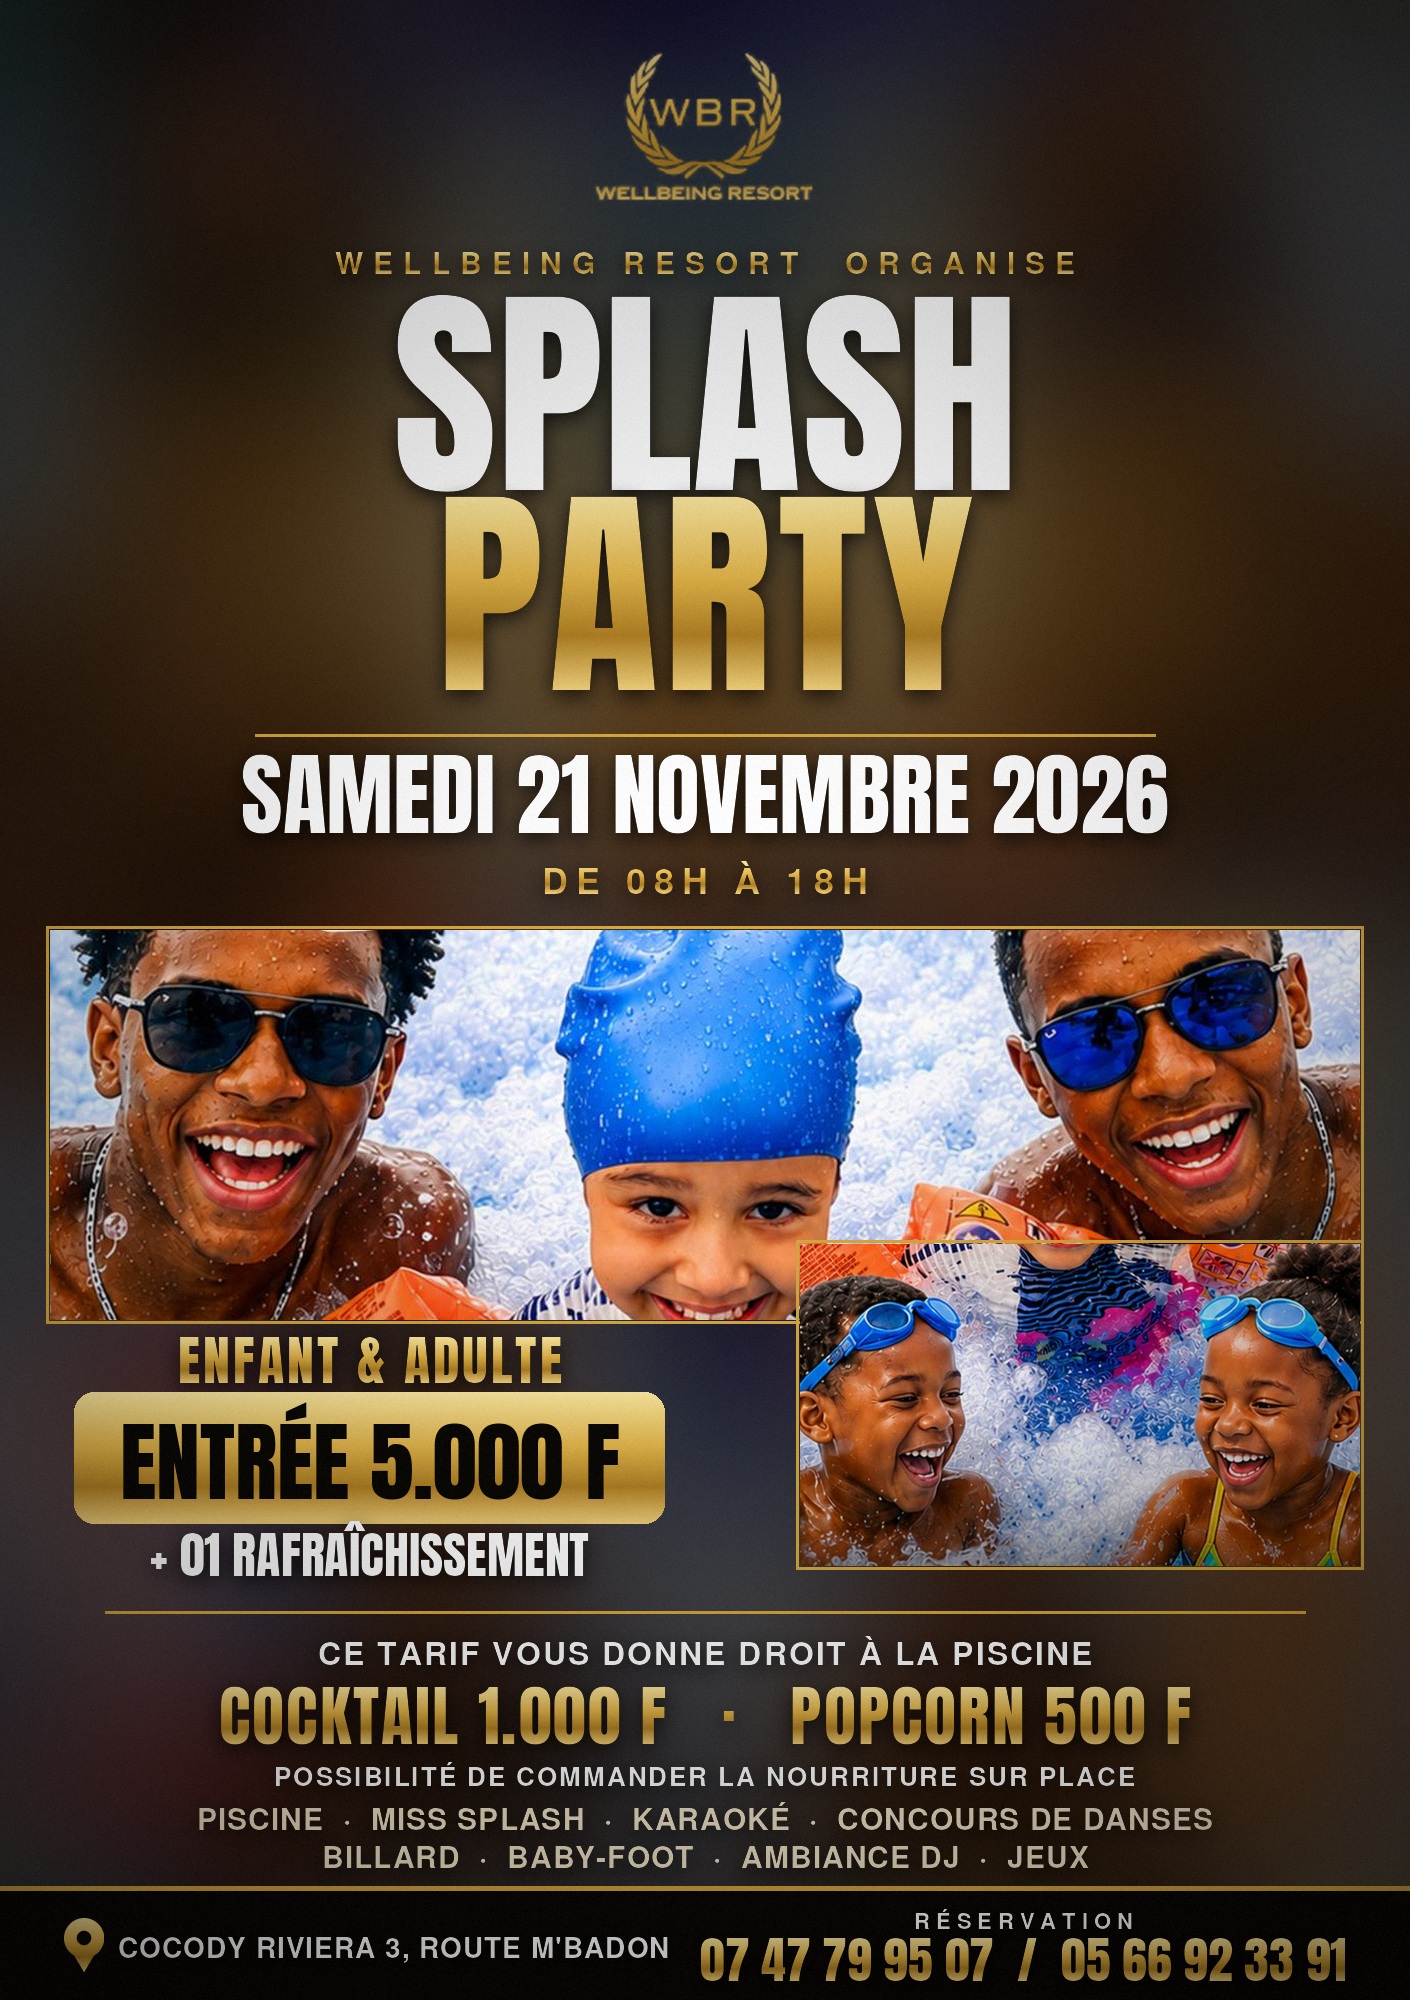 WBR
WELLBEING RESORT
WELLBEING RESORT ORGANISE
SPLASH
PARTY
SAMEDI 21 NOVEMBRE 2026
DE 08H À 18H
ENFANT & ADULTE
ENTRÉE 5.000 F
+ 01 RAFRAÎCHISSEMENT
CE TARIF VOUS DONNE DROIT À LA PISCINE
COCKTAIL 1.000 F · POPCORN 500 F
POSSIBILITÉ DE COMMANDER LA NOURRITURE SUR PLACE
PISCINE · MISS SPLASH · KARAOKÉ · CONCOURS DE DANSES
BILLARD · BABY-FOOT · AMBIANCE DJ · JEUX
COCODY RIVIERA 3, ROUTE M'BADON
RÉSERVATION
07 47 79 95 07 / 05 66 92 33 91